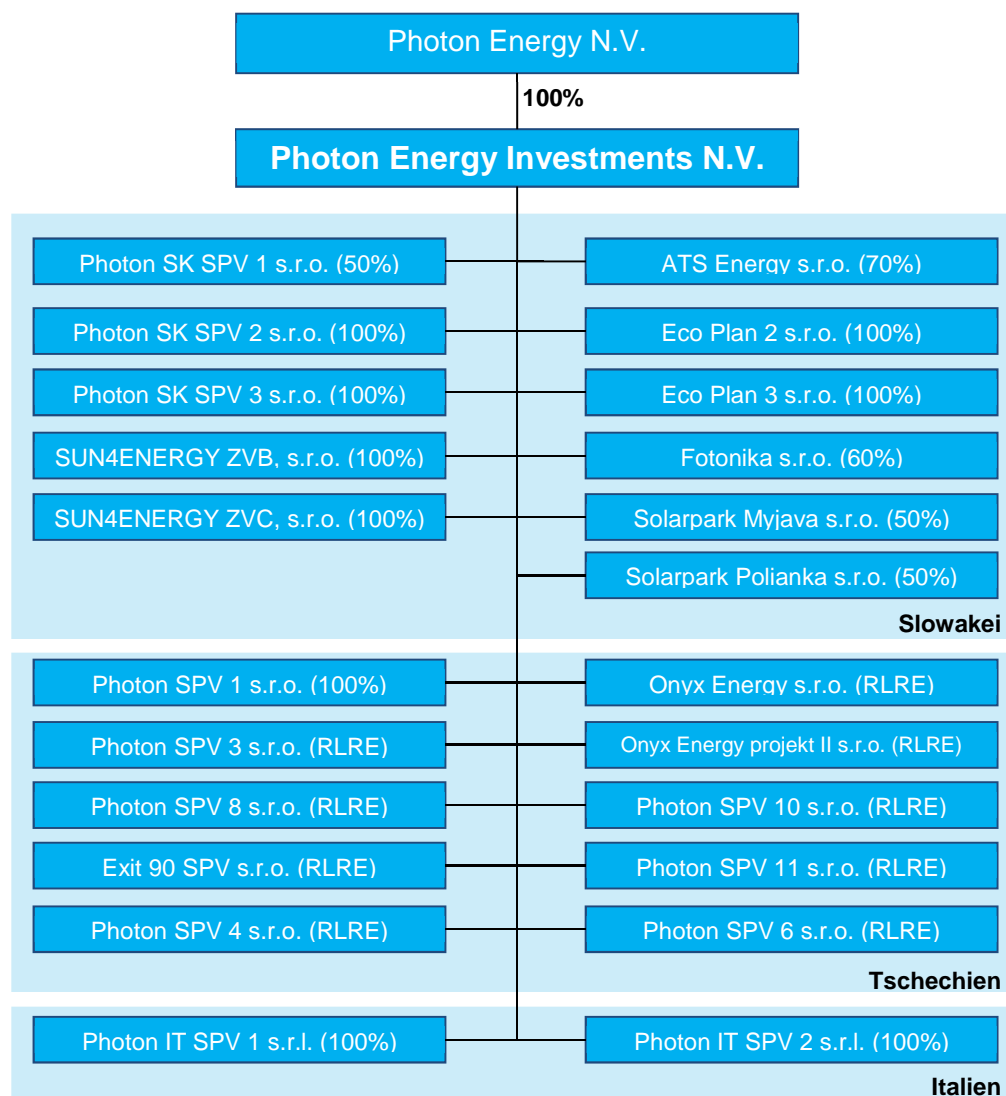 Photon Energy N.V.
100%
Photon Energy Investments N.V.
Photon SK SPV 1 s.r.o. (50%)
ATS Energy s.r.o. (70%)
Photon SK SPV 2 s.r.o. (100%)
Eco Plan 2 s.r.o. (100%)
Photon SK SPV 3 s.r.o. (100%)
Eco Plan 3 s.r.o. (100%)
SUN4ENERGY ZVB, s.r.o. (100%)
Fotonika s.r.o. (60%)
SUN4ENERGY ZVC, s.r.o. (100%)
Solarpark Myjava s.r.o. (50%)
Solarpark Polianka s.r.o. (50%)
Slowakei
Photon SPV 1 s.r.o. (100%)
Onyx Energy s.r.o. (RLRE)
Photon SPV 3 s.r.o. (RLRE)
Onyx Energy projekt II s.r.o. (RLRE)
Photon SPV 8 s.r.o. (RLRE)
Photon SPV 10 s.r.o. (RLRE)
Exit 90 SPV s.r.o. (RLRE)
Photon SPV 11 s.r.o. (RLRE)
Photon SPV 4 s.r.o. (RLRE)
Photon SPV 6 s.r.o. (RLRE)
Tschechien
Photon IT SPV 1 s.r.l. (100%)
Photon IT SPV 2 s.r.l. (100%)
Italien